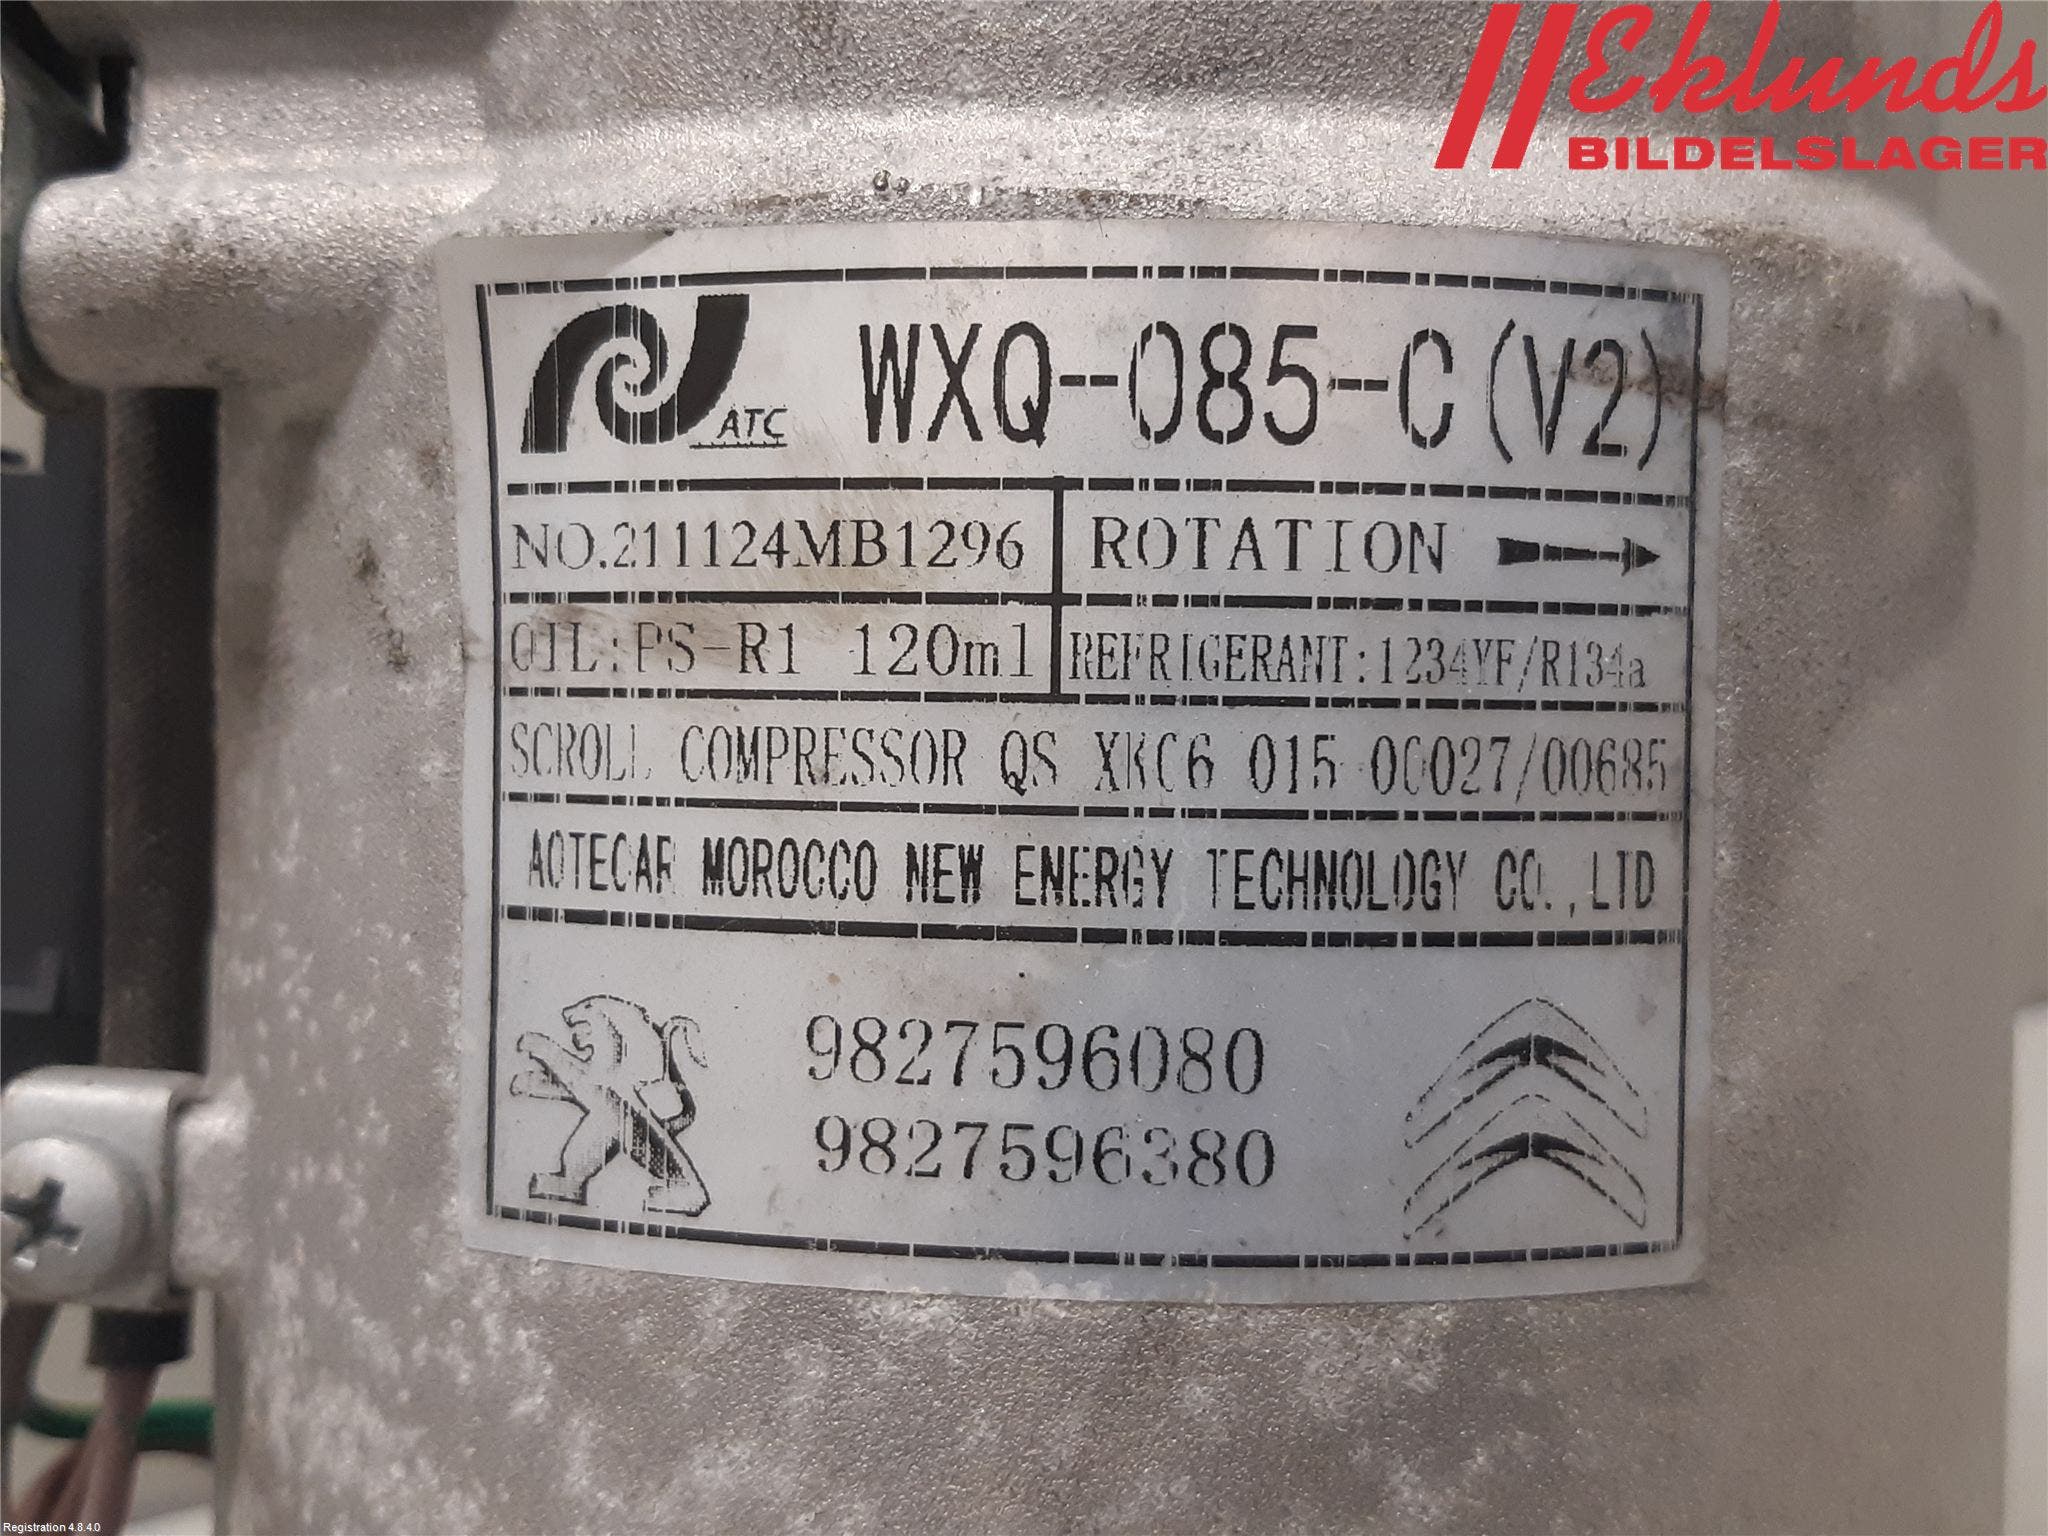 Eklunds
BILDELSLAGER
ATC WXQ-085-C(V2)
NO.211124MB1296 ROTATION
OIL:PS-R1 120ml REFRIGERANT:1234YF/R134a
SCROLL COMPRESSOR QS XK06 015 00027/00685
AOTECAR MOROCCO NEW ENERGY TECHNOLOGY CO.,LTD
9827596080
9827596380
Registration 4.8.4.0